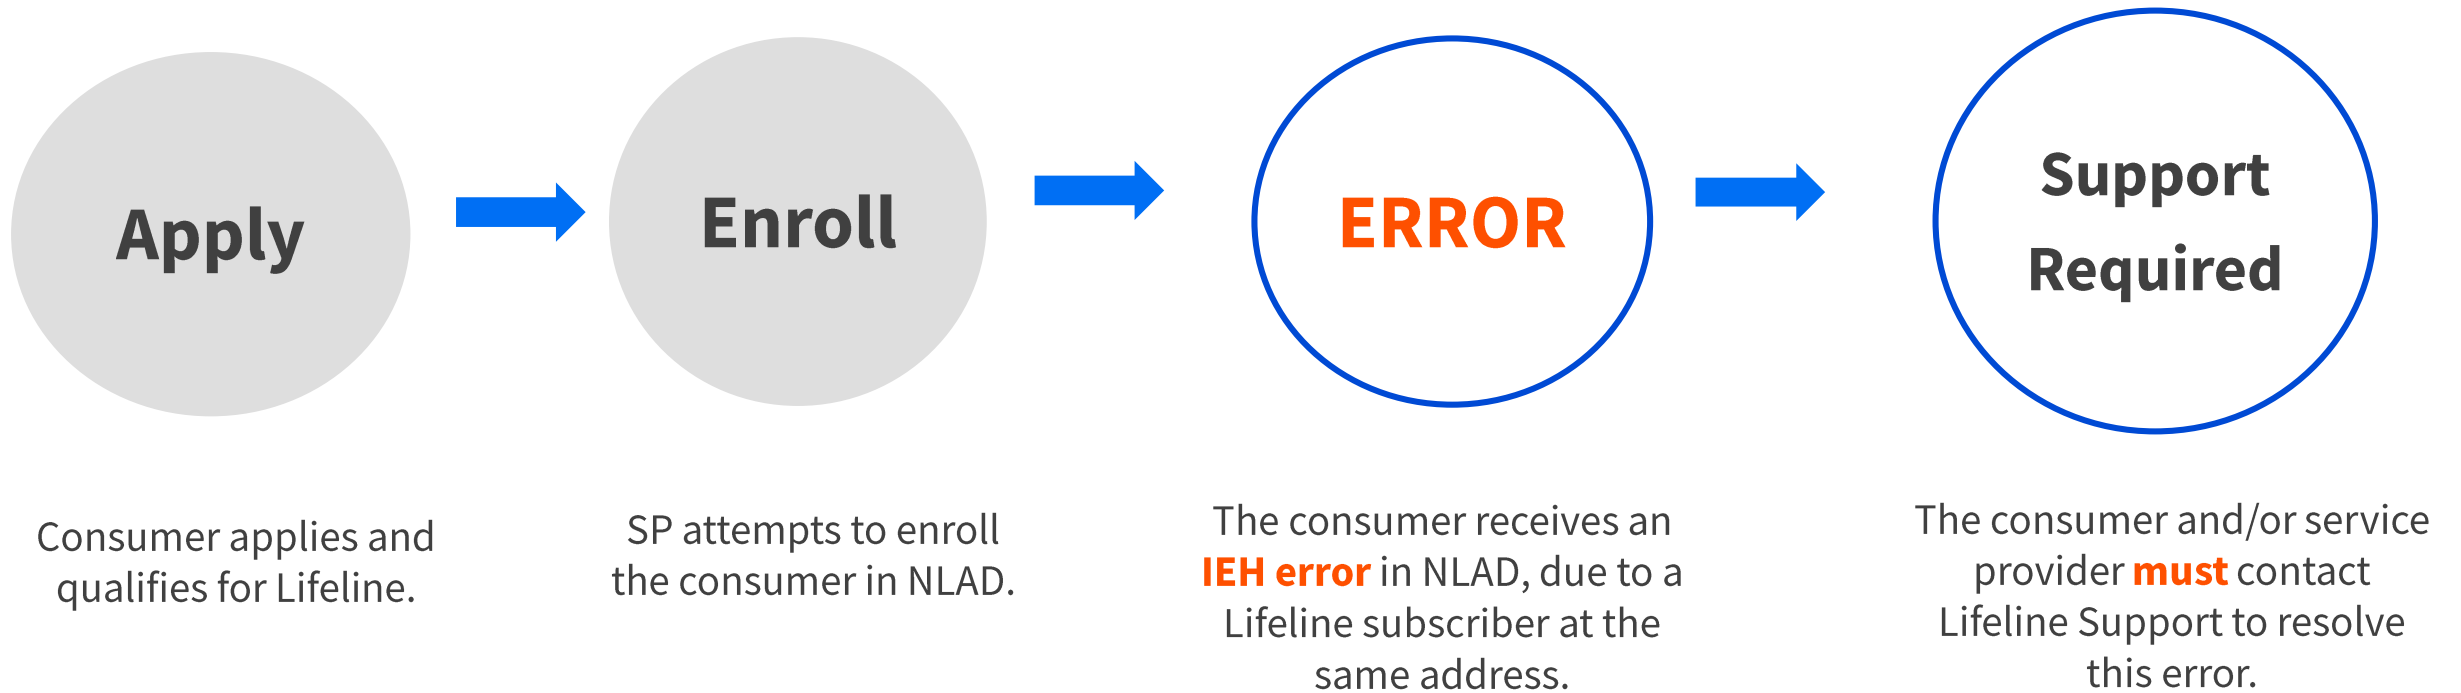 Apply
Consumer applies and
qualifies for Lifeline.
Enroll
SP attempts to enroll
the consumer in NLAD.
ERROR
The consumer receives an
IEH error in NLAD, due to a
Lifeline subscriber at the
same address.
Support
Required
The consumer and/or service
provider must contact
Lifeline Support to resolve
this error.